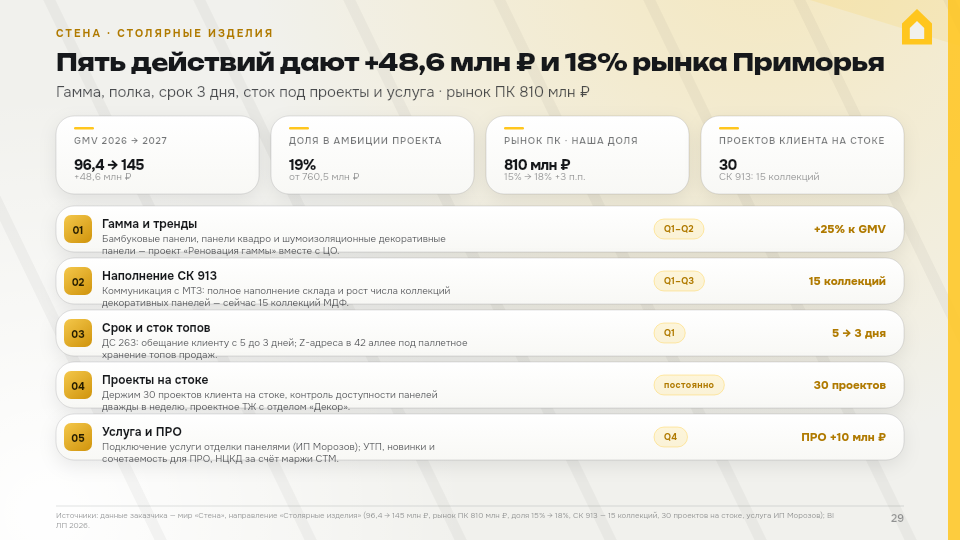 СТЕНА · СТОЛЯРНЫЕ ИЗДЕЛИЯ
Пять действий дают +48,6 млн ₽ и 18% рынка Приморья
Гамма, полка, срок 3 дня, сток под проекты и услуга · рынок ПК 810 млн ₽
GMV 2026 → 2027
96,4 → 145
+48,6 млн ₽
ДОЛЯ В АМБИЦИИ ПРОЕКТА
19%
от 760,5 млн ₽
РЫНОК ПК · НАША ДОЛЯ
810 млн ₽
15% → 18% +3 п.п.
ПРОЕКТОВ КЛИЕНТА НА СТОКЕ
30
СК 913: 15 коллекций
01
Гамма и тренды
Бамбуковые панели, панели квадро и шумоизоляционные декоративные
панели — проект «Реновация гаммы» вместе с ЦО.
Q1–Q2
+25% к GMV
02
Наполнение СК 913
Коммуникация с МТЗ: полное наполнение склада и рост числа коллекций
декоративных панелей — сейчас 15 коллекций МДФ.
Q1–Q3
15 коллекций
03
Срок и сток топов
ДС 263: обещание клиенту с 5 до 3 дней; Z-адреса в 42 аллее под паллетное
хранение топов продаж.
Q1
5 → 3 дня
04
Проекты на стоке
Держим 30 проектов клиента на стоке, контроль доступности панелей
дважды в неделю, проектное ТЖ с отделом «Декор».
постоянно
30 проектов
05
Услуга и ПРО
Подключение услуги отделки панелями (ИП Морозов); УТП, новинки и
сочетаемость для ПРО, НЦКД за счёт маржи СТМ.
Q4
ПРО +10 млн ₽
Источники: данные заказчика — мир «Стена», направление «Столярные изделия» (96,4 → 145 млн ₽, рынок ПК 810 млн ₽, доля 15% → 18%, СК 913 — 15 коллекций, 30 проектов на стоке, услуга ИП Морозов); BI
ЛП 2026.
29